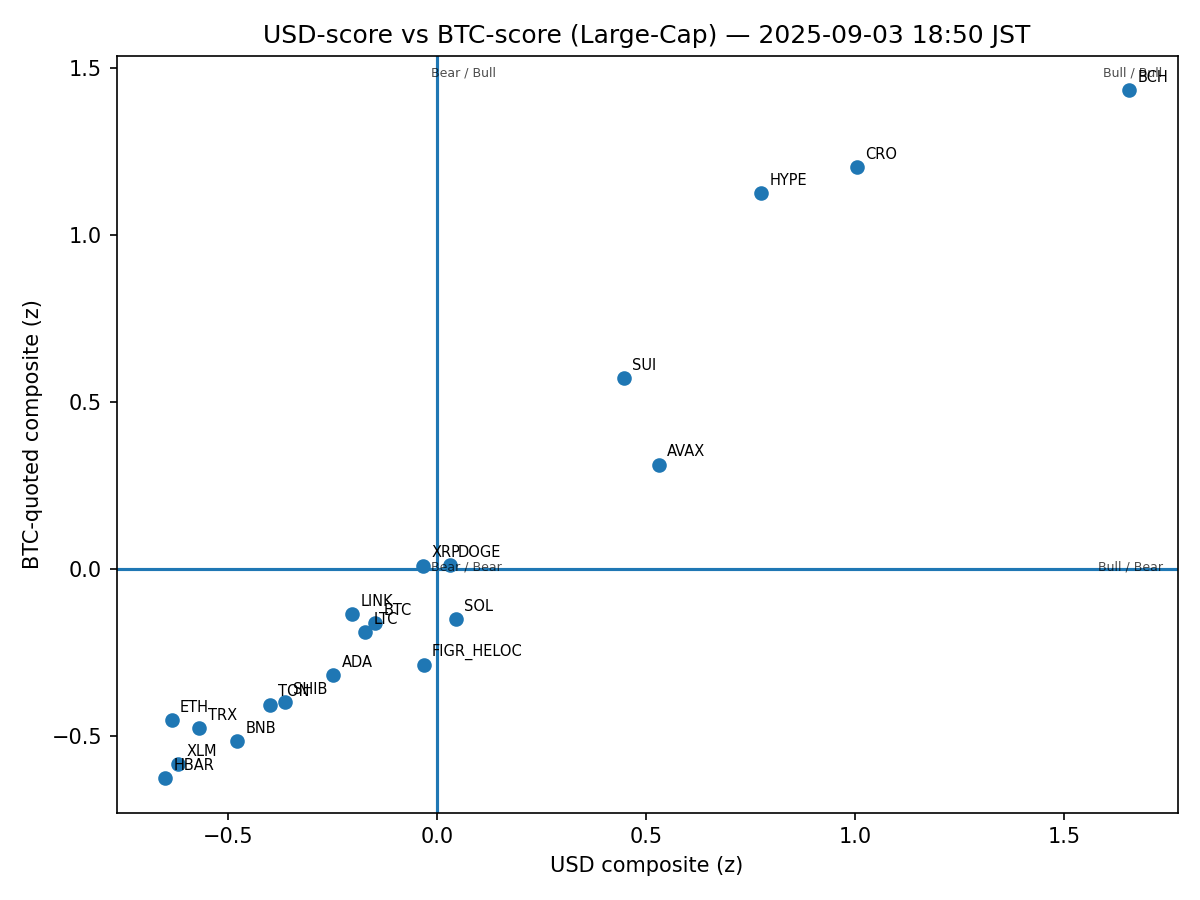 USD-score vs BTC-score (Large-Cap) — 2025-09-03 18:50 JST
1.5
Bear / Bull
Bull / Bull
BCH
CRO
HYPE
1.0
SUI
0.5
AVAX
XRP
DOGE
0.0
Bear / Bear
Bull / Bear
LINK
BTC
LTC
SOL
FIGR_HELOC
ADA
TON
SHIB
ETH
TRX
BNB
−0.5
XLM
HBAR
−0.5
0.0
0.5
1.0
1.5
USD composite (z)
BTC-quoted composite (z)